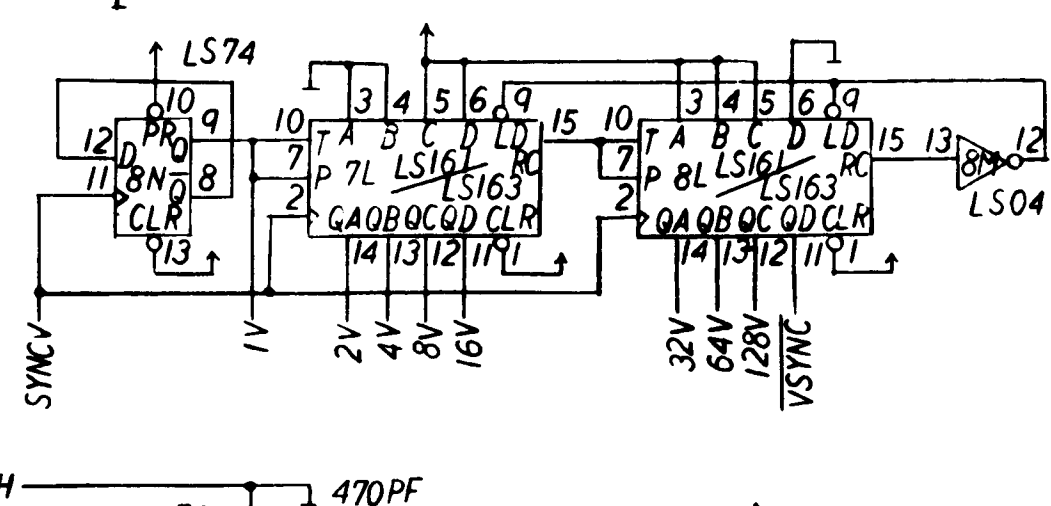 LS74
10
3 4 5 6 9
3 4 5 6 9
12
9
10
15
10
15
13
12
PR
Q
T A B C D LD
T A B C D LD
D
7
LS161
RC
7
LS161
RC
8M
11
8N
Q
8
P 7L
LS163
P 8L
LS163
LS04
2
2
CLR
QA QB QC QD CLR
QA QB QC QD CLR
13
14 13 12 11 1
14 13 12 11 1
SYNCV
1V
2V
4V
8V
16V
32V
64V
128V
VSYNC
H
470PF